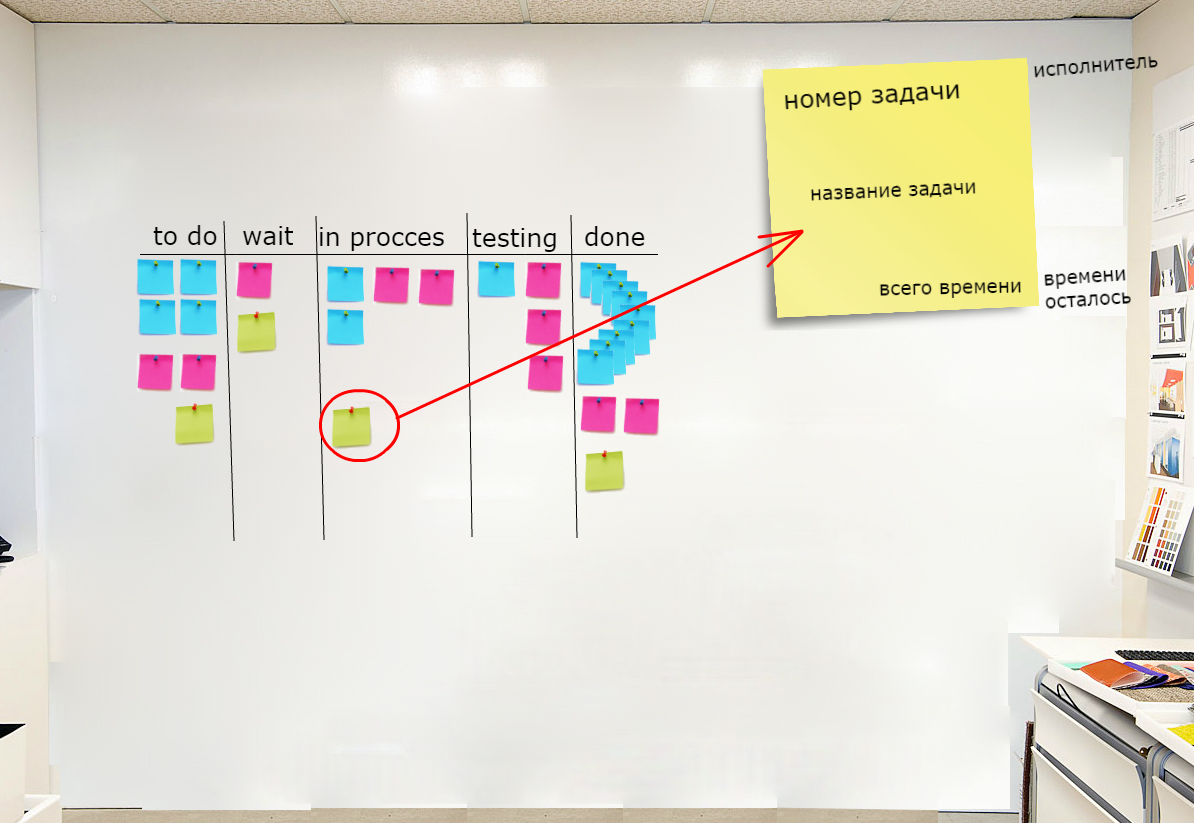 to do
wait
in procces
testing
done
номер задачи
исполнитель
название задачи
всего времени
времени
осталось